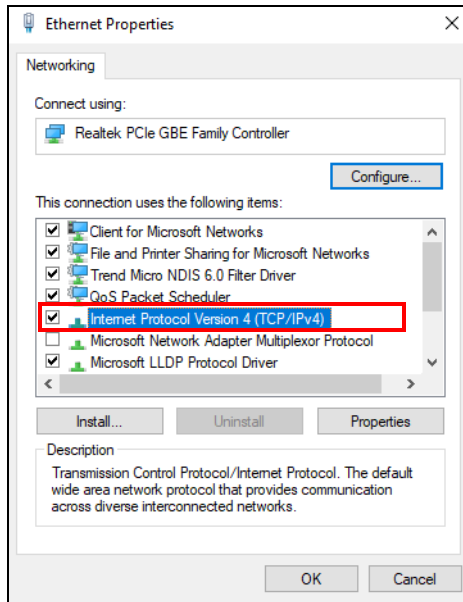 Ethernet Properties
Networking
Connect using:
Realtek PCIe GBE Family Controller
Configure...
This connection uses the following items:
Client for Microsoft Networks
File and Printer Sharing for Microsoft Networks
Trend Micro NDIS 6.0 Filter Driver
QoS Packet Scheduler
Internet Protocol Version 4 (TCP/IPv4)
Microsoft Network Adapter Multiplexor Protocol
Microsoft LLDP Protocol Driver
Install... Uninstall Properties
Description
Transmission Control Protocol/Internet Protocol. The default
wide area network protocol that provides communication
across diverse interconnected networks.
OK Cancel